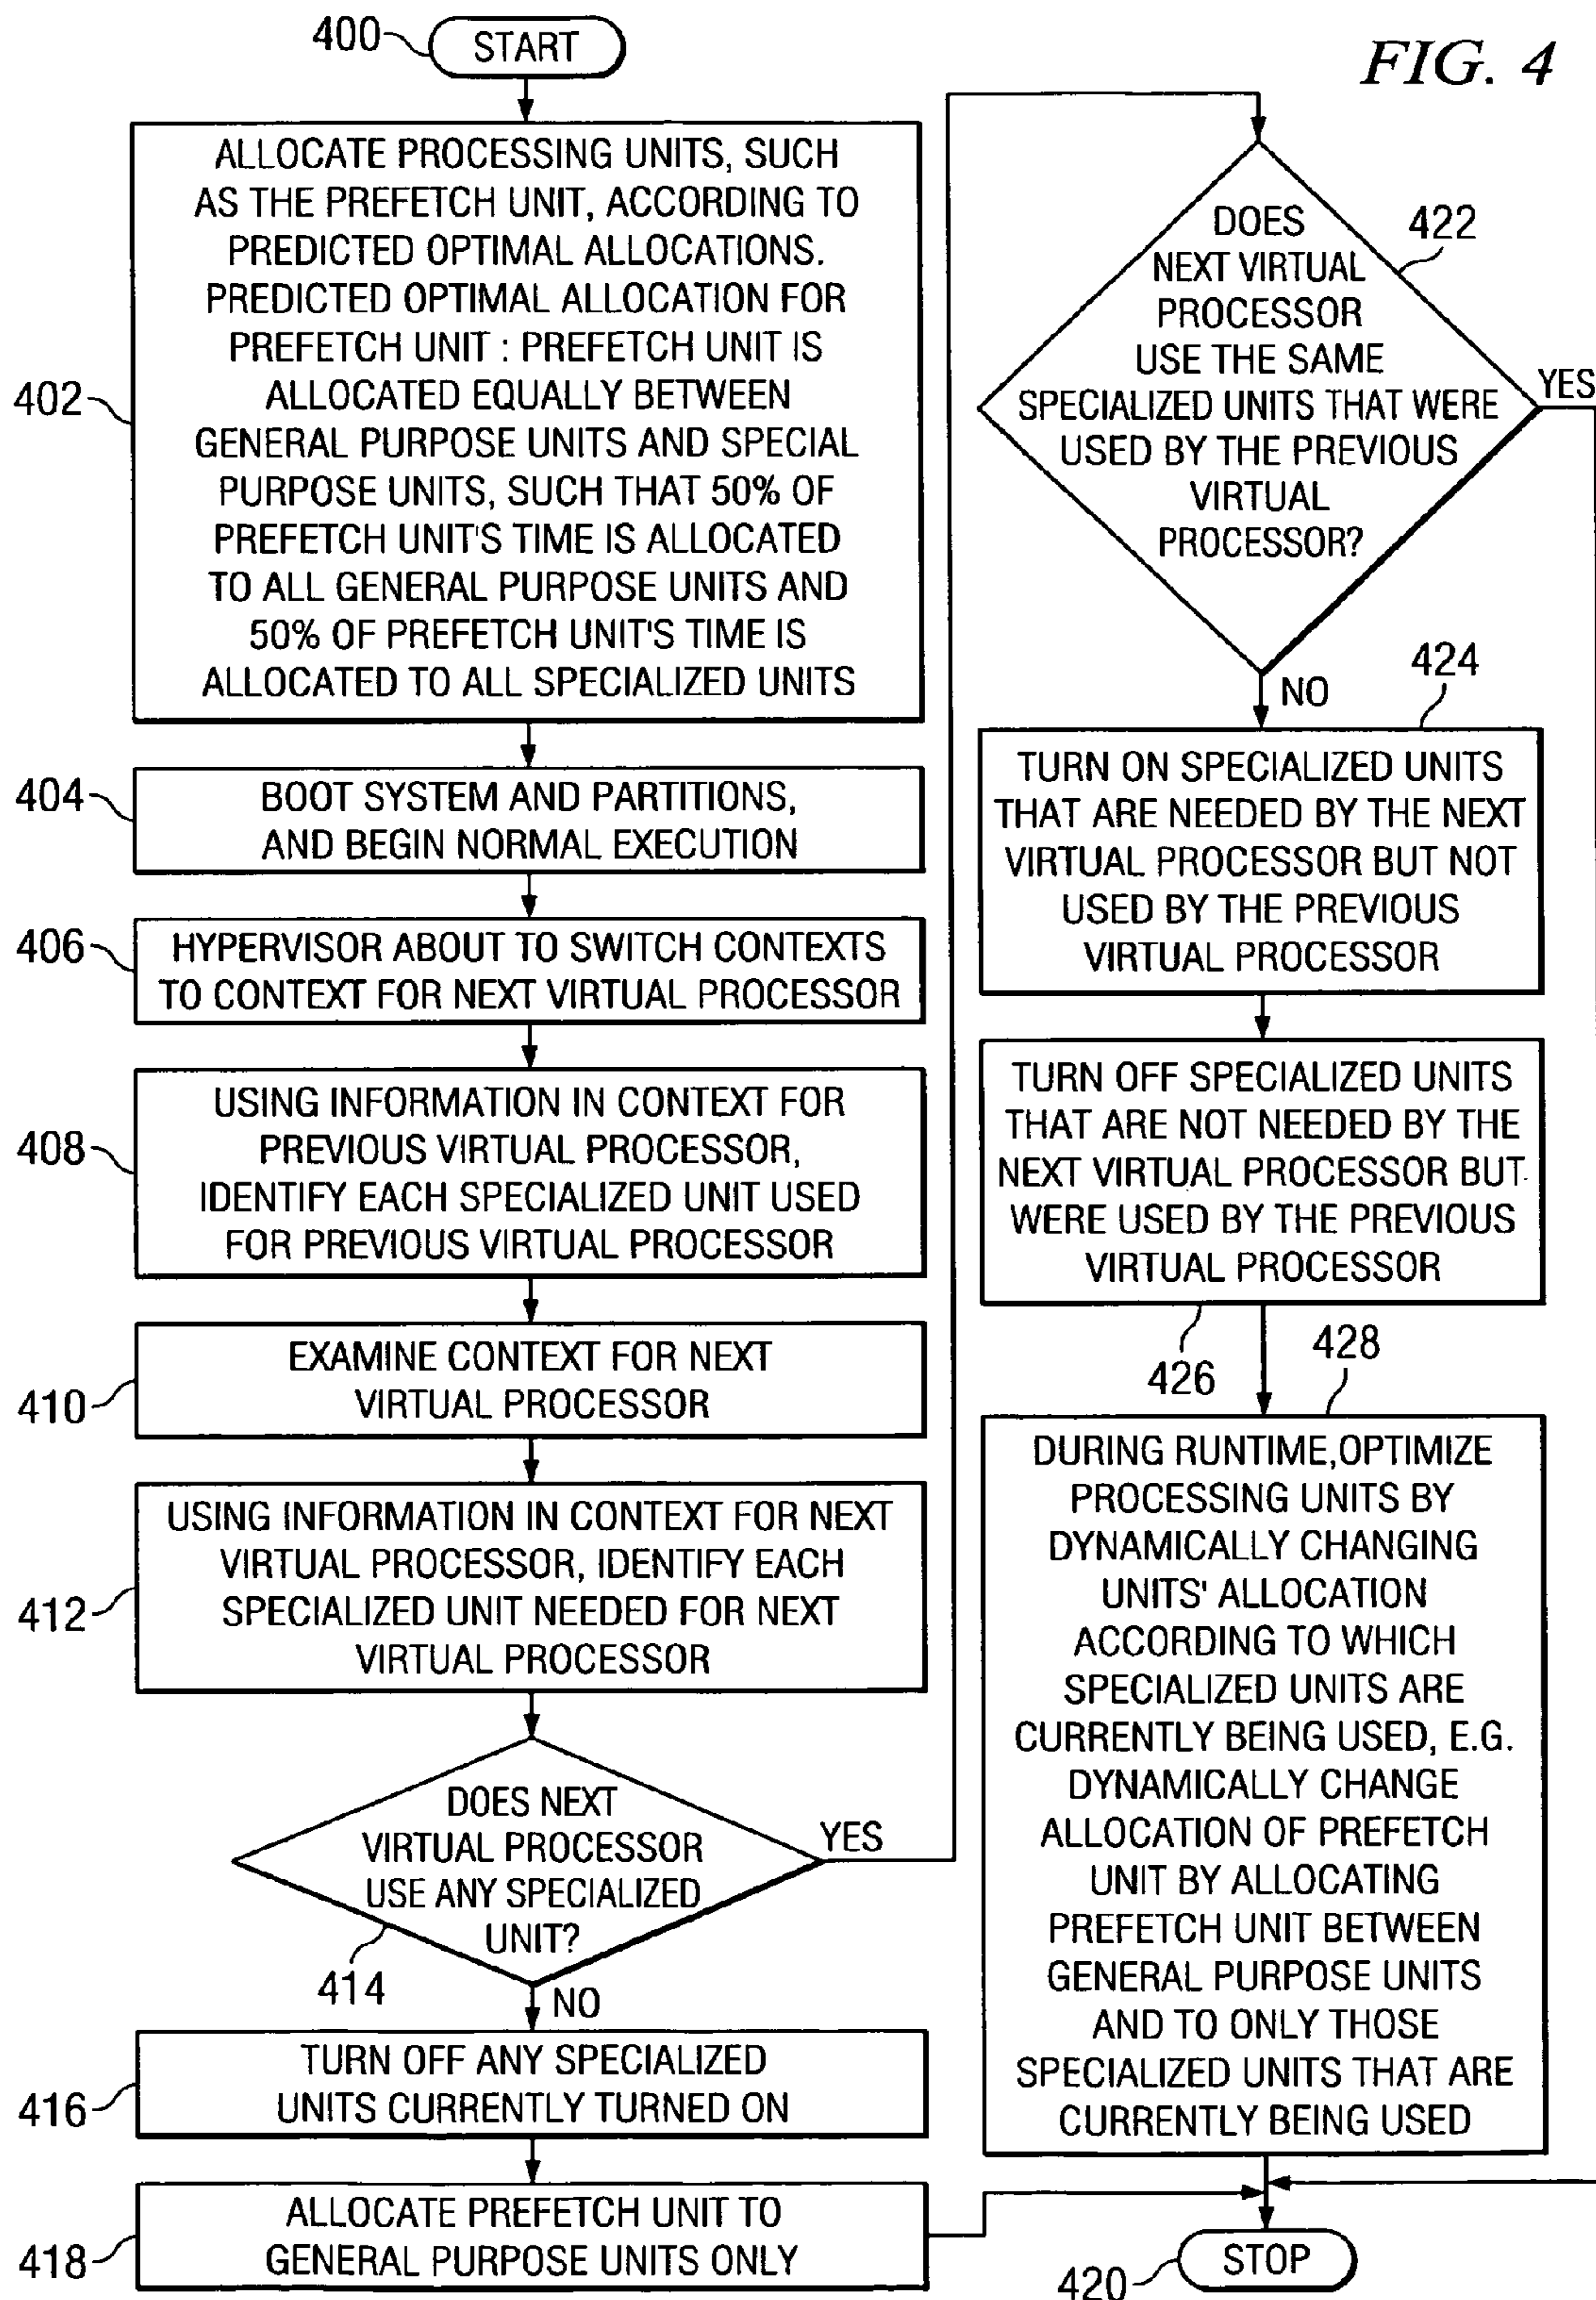 FIG. 4
400
START
402
ALLOCATE PROCESSING UNITS, SUCH
AS THE PREFETCH UNIT, ACCORDING TO
PREDICTED OPTIMAL ALLOCATIONS.
PREDICTED OPTIMAL ALLOCATION FOR
PREFETCH UNIT : PREFETCH UNIT IS
ALLOCATED EQUALLY BETWEEN
GENERAL PURPOSE UNITS AND SPECIAL
PURPOSE UNITS, SUCH THAT 50% OF
PREFETCH UNIT'S TIME IS ALLOCATED
TO ALL GENERAL PURPOSE UNITS AND
50% OF PREFETCH UNIT'S TIME IS
ALLOCATED TO ALL SPECIALIZED UNITS
404
BOOT SYSTEM AND PARTITIONS,
AND BEGIN NORMAL EXECUTION
406
HYPERVISOR ABOUT TO SWITCH CONTEXTS
TO CONTEXT FOR NEXT VIRTUAL PROCESSOR
408
USING INFORMATION IN CONTEXT FOR
PREVIOUS VIRTUAL PROCESSOR,
IDENTIFY EACH SPECIALIZED UNIT USED
FOR PREVIOUS VIRTUAL PROCESSOR
410
EXAMINE CONTEXT FOR NEXT
VIRTUAL PROCESSOR
412
USING INFORMATION IN CONTEXT FOR NEXT
VIRTUAL PROCESSOR, IDENTIFY EACH
SPECIALIZED UNIT NEEDED FOR NEXT
VIRTUAL PROCESSOR
414
DOES NEXT
VIRTUAL PROCESSOR
USE ANY SPECIALIZED
UNIT?
YES
NO
416
TURN OFF ANY SPECIALIZED
UNITS CURRENTLY TURNED ON
418
ALLOCATE PREFETCH UNIT TO
GENERAL PURPOSE UNITS ONLY
422
DOES
NEXT VIRTUAL
PROCESSOR
USE THE SAME
SPECIALIZED UNITS THAT WERE
USED BY THE PREVIOUS
VIRTUAL
PROCESSOR?
YES
NO
424
TURN ON SPECIALIZED UNITS
THAT ARE NEEDED BY THE NEXT
VIRTUAL PROCESSOR BUT NOT
USED BY THE PREVIOUS
VIRTUAL PROCESSOR
TURN OFF SPECIALIZED UNITS
THAT ARE NOT NEEDED BY THE
NEXT VIRTUAL PROCESSOR BUT
WERE USED BY THE PREVIOUS
VIRTUAL PROCESSOR
426
428
DURING RUNTIME,OPTIMIZE
PROCESSING UNITS BY
DYNAMICALLY CHANGING
UNITS' ALLOCATION
ACCORDING TO WHICH
SPECIALIZED UNITS ARE
CURRENTLY BEING USED, E.G.
DYNAMICALLY CHANGE
ALLOCATION OF PREFETCH
UNIT BY ALLOCATING
PREFETCH UNIT BETWEEN
GENERAL PURPOSE UNITS
AND TO ONLY THOSE
SPECIALIZED UNITS THAT ARE
CURRENTLY BEING USED
420
STOP